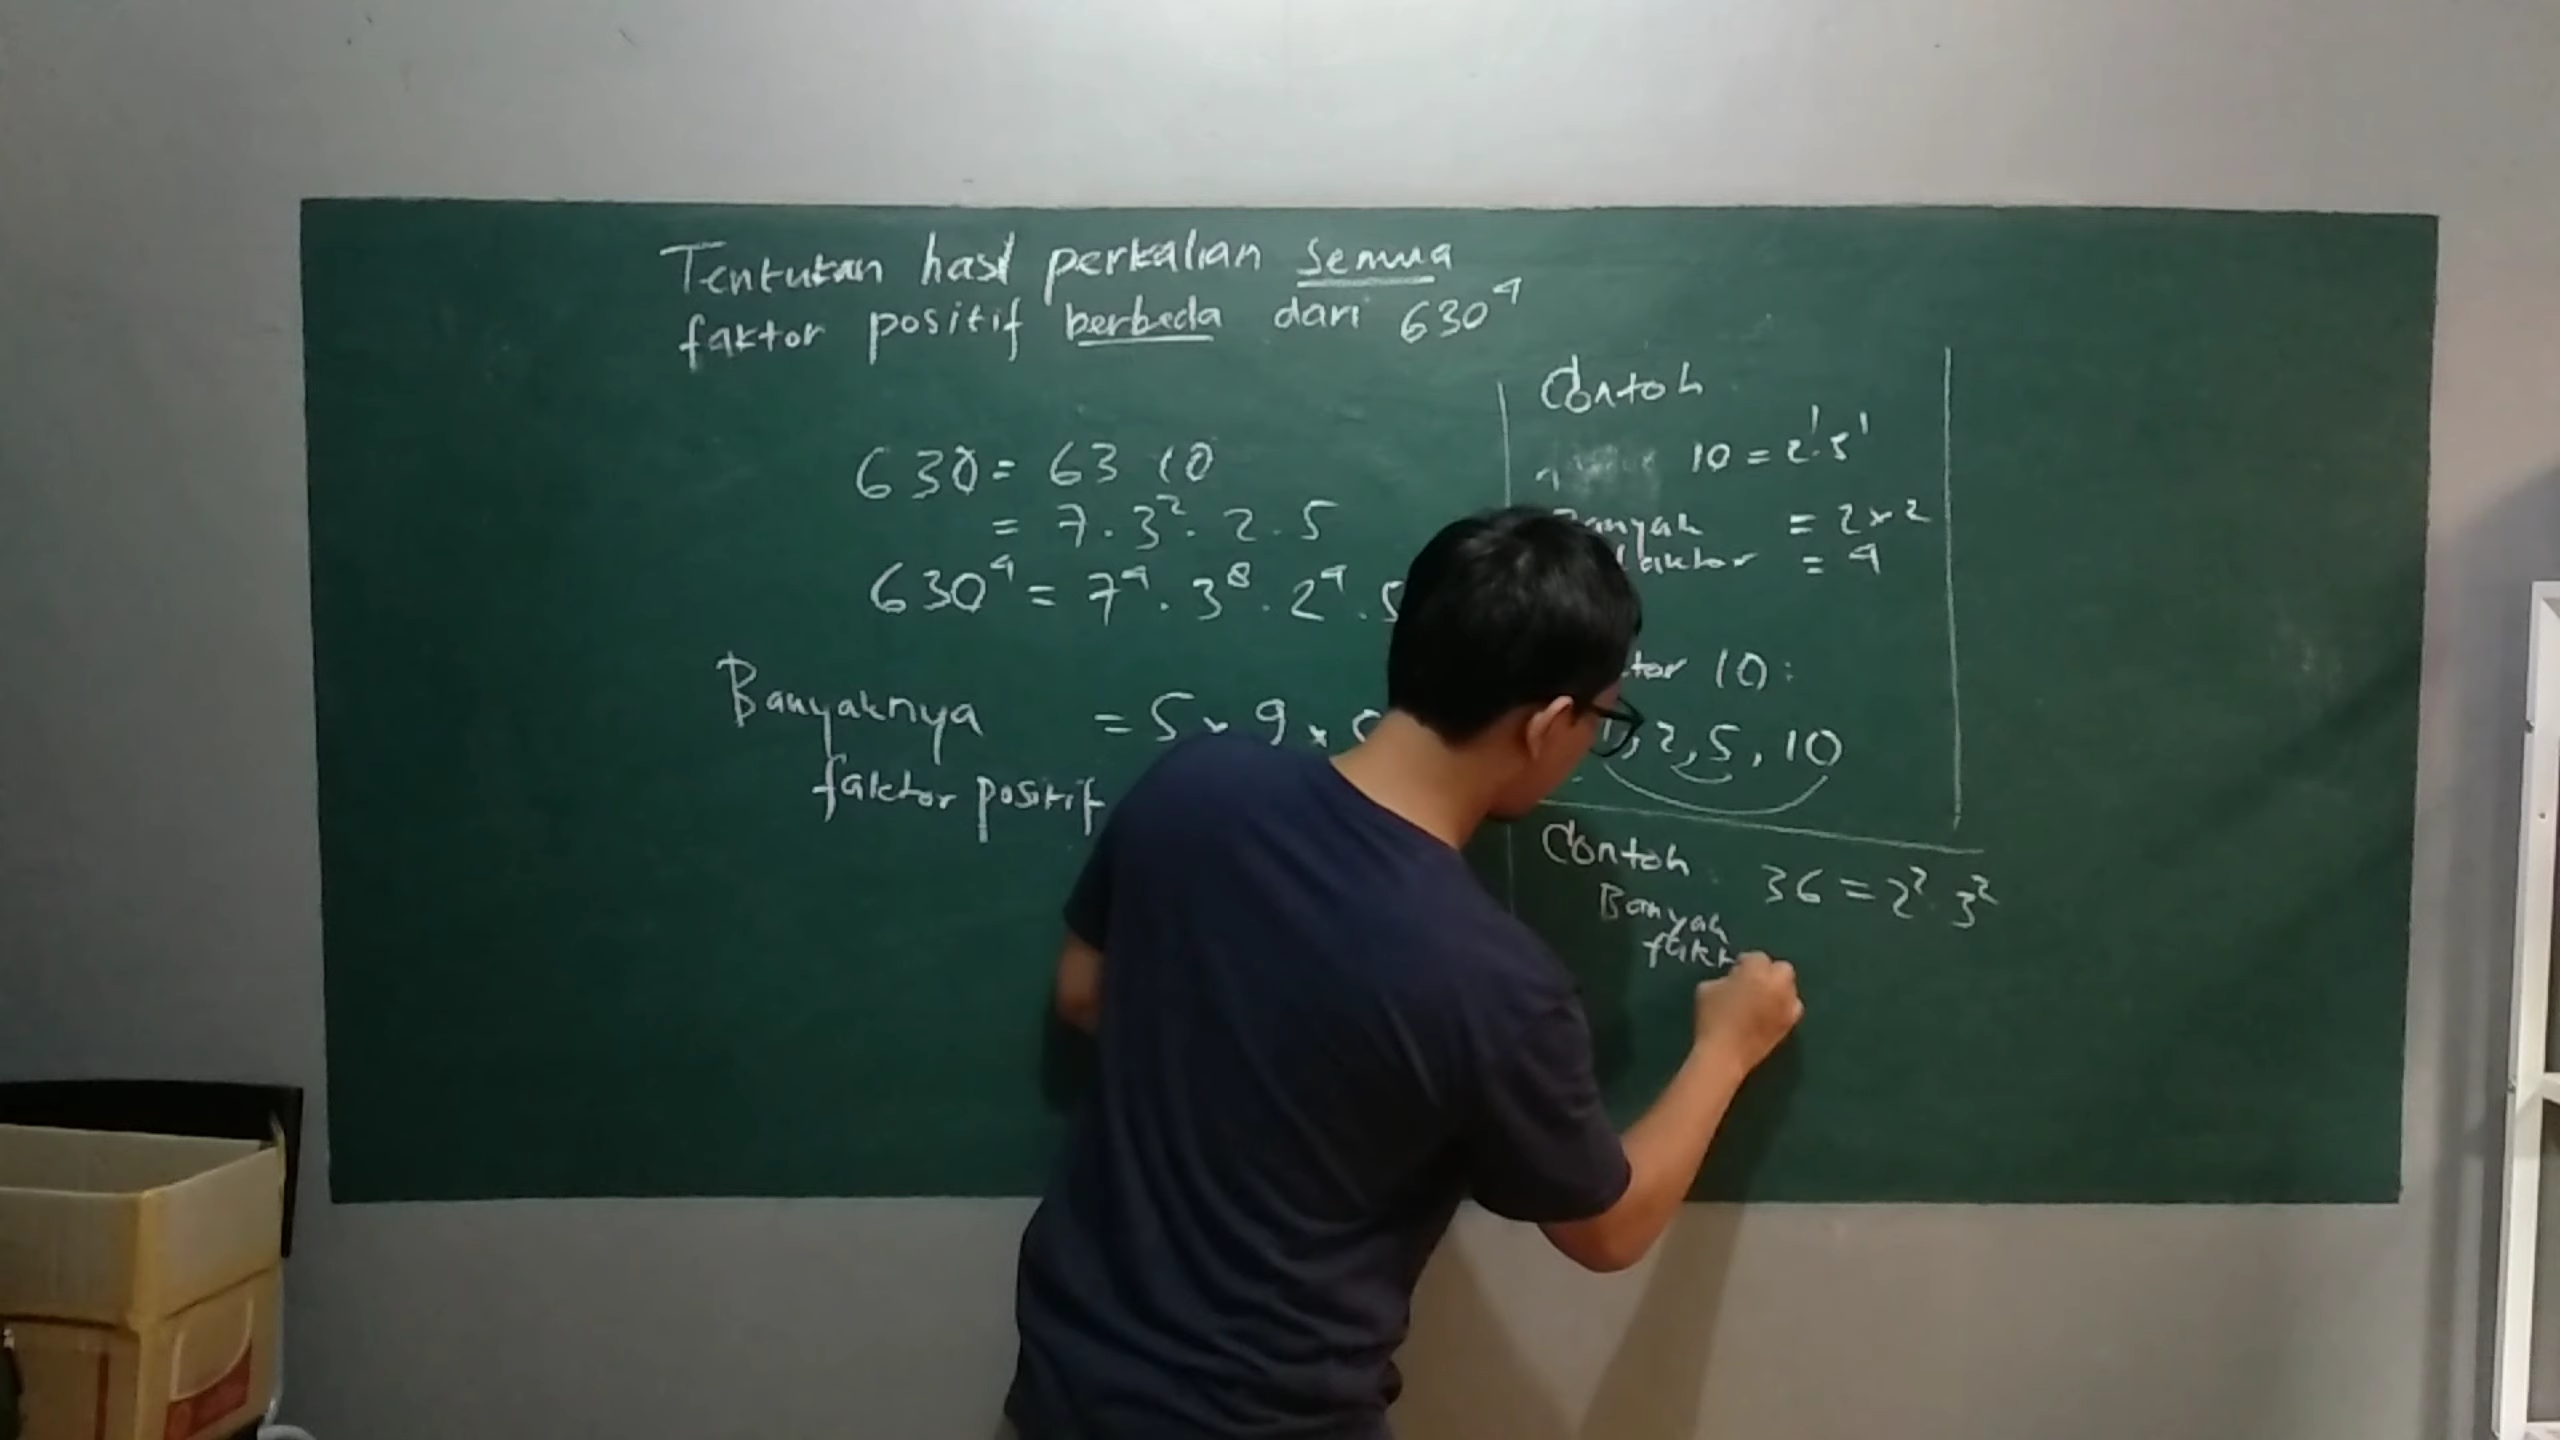 Tentukan hasil perkalian semua
faktor positif berbeda dari 630⁴
630 = 63 10
= 7 . 3² . 2 . 5
630⁴ = 7⁴ . 3⁸ . 2⁴ . 5
Banyaknya = 5 × 9 ×
faktor positif
Contoh
10 = 2¹.5¹
Banyak = 2 × 2
faktor = 4
10 :
1, 2, 5, 10
Contoh 36 = 2² . 3²
Banyak